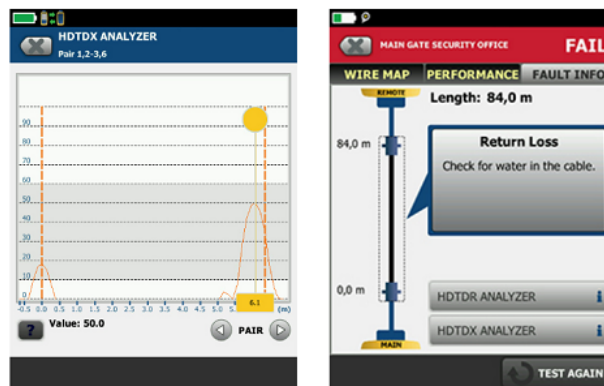 HDTDX ANALYZER
Pair 1,2-3,6
90
80
70
60
50
40
30
20
10
0
-0.5 0.0 0.5 1.0 1.5 2.0 2.5 3.0 3.5 4.0 4.5 5.0 5. 6.1 (m)
? Value: 50.0
PAIR
MAIN GATE SECURITY OFFICE FAIL
WIRE MAP PERFORMANCE FAULT INFO
REMOTE
Length: 84,0 m
84,0 m
Return Loss
Check for water in the cable.
0,0 m
HDTDR ANALYZER i
HDTDX ANALYZER i
MAIN
TEST AGAIN